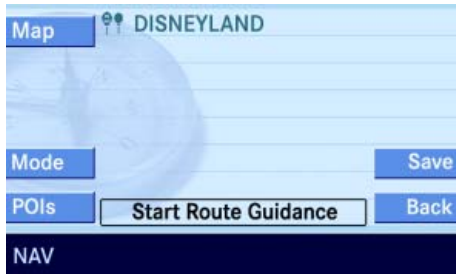 Map
DISNEYLAND
Mode
Save
POIs
Start Route Guidance
Back
NAV